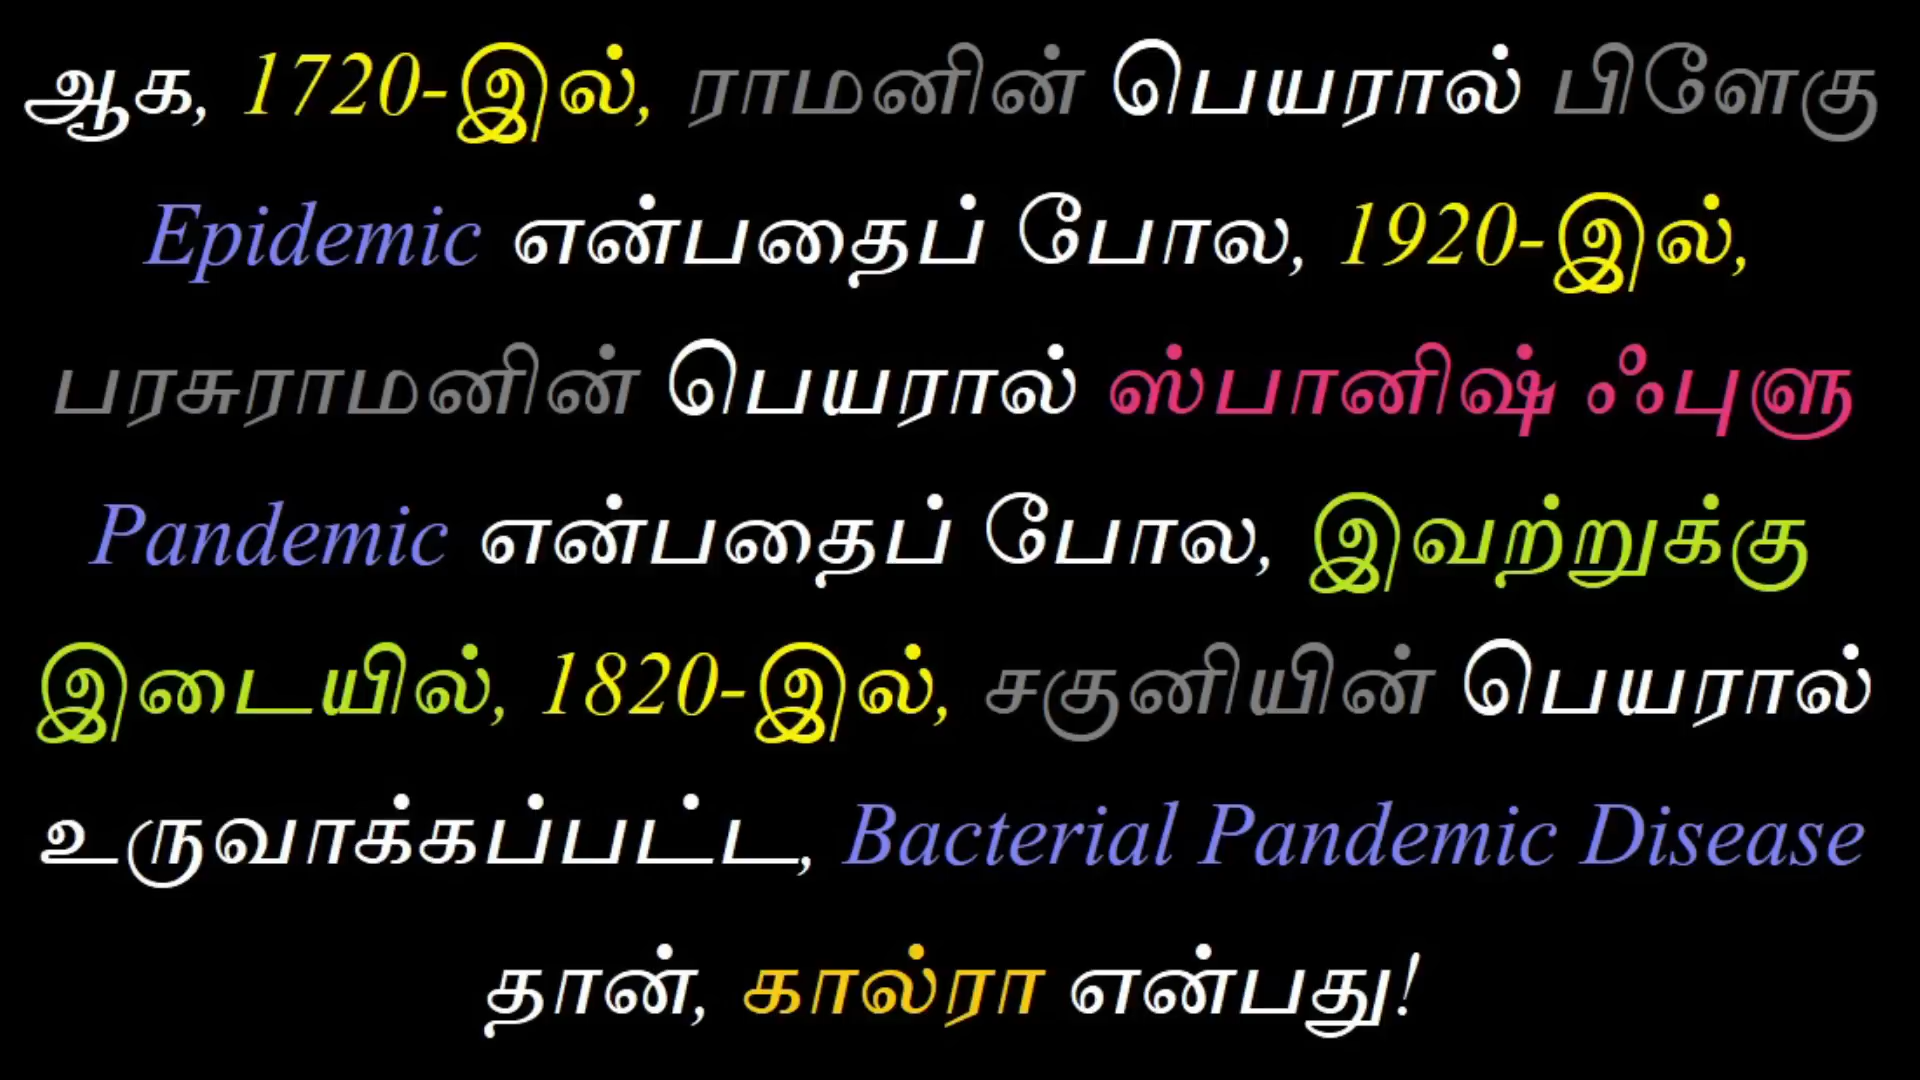 ஆக, 1720-இல், ராமனின் பெயரால் பிளேகு
Epidemic என்பதைப் போல, 1920-இல்,
பரசுராமனின் பெயரால் ஸ்பானிஷ் ஃபுளு
Pandemic என்பதைப் போல, இவற்றுக்கு
இடையில், 1820-இல், சகுனியின் பெயரால்
உருவாக்கப்பட்ட, Bacterial Pandemic Disease
தான், கால்ரா என்பது!